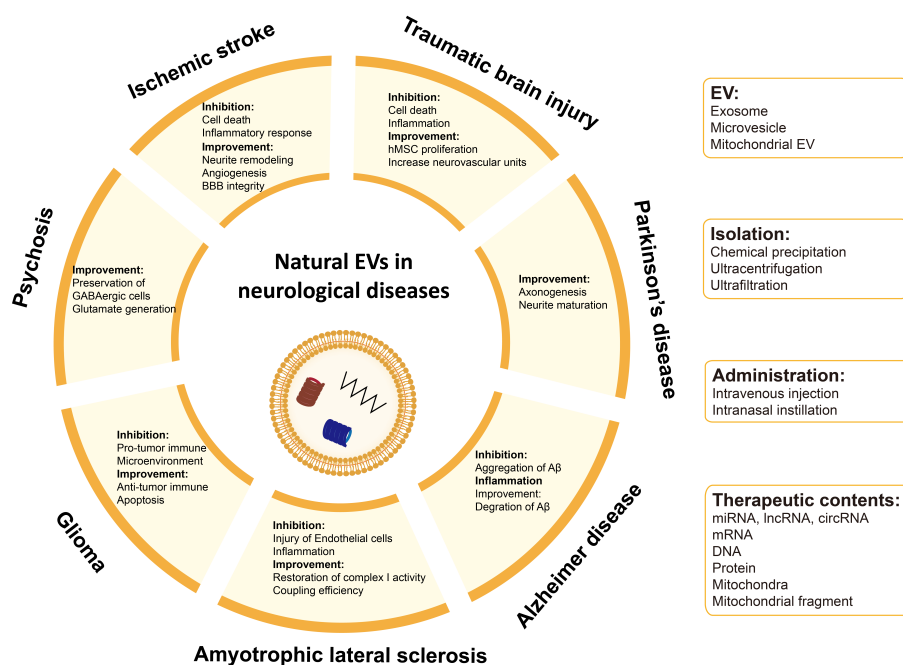 Ischemic stroke
Inhibition:
Cell death
Inflammatory response
Improvement:
Neurite remodeling
Angiogenesis
BBB integrity
Traumatic brain injury
Inhibition:
Cell death
Inflammation
Improvement:
hMSC proliferation
Increase neurovascular units
Parkinson's disease
Improvement:
Axonogenesis
Neurite maturation
Alzheimer disease
Inhibition:
Aggregation of Aβ
Inflammation
Improvement:
Degration of Aβ
Amyotrophic lateral sclerosis
Inhibition:
Injury of Endothelial cells
Inflammation
Improvement:
Restoration of complex I activity
Coupling efficiency
Glioma
Inhibition:
Pro-tumor immune
Microenvironment
Improvement:
Anti-tumor immune
Apoptosis
Psychosis
Improvement:
Preservation of
GABAergic cells
Glutamate generation
Natural EVs in
neurological diseases
EV:
Exosome
Microvesicle
Mitochondrial EV
Isolation:
Chemical precipitation
Ultracentrifugation
Ultrafiltration
Administration:
Intravenous injection
Intranasal instillation
Therapeutic contents:
miRNA, lncRNA, circRNA
mRNA
DNA
Protein
Mitochondra
Mitochondrial fragment